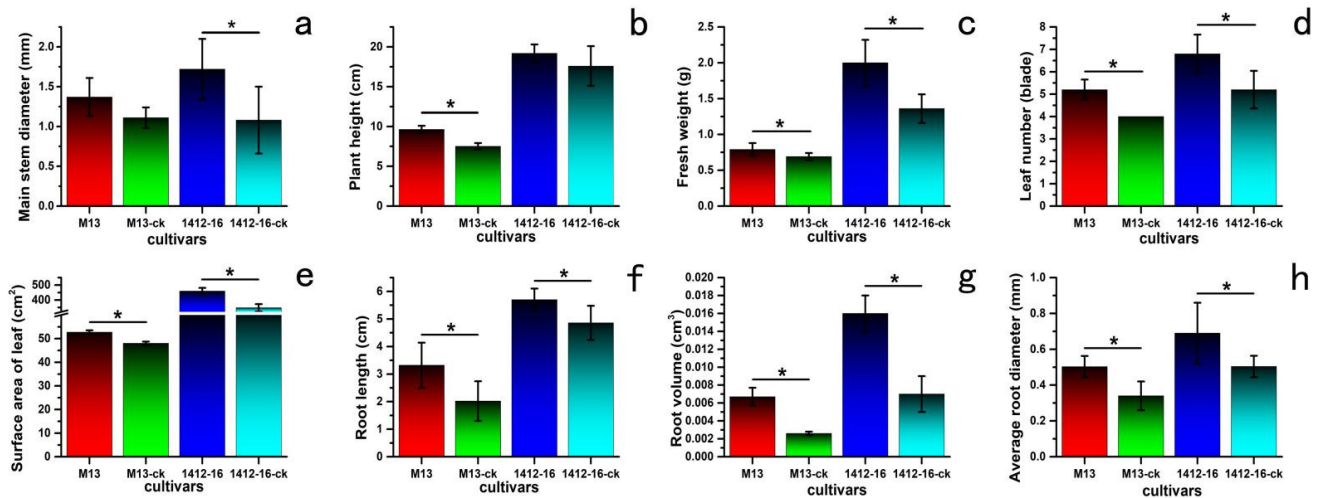 a
Main stem diameter (mm)
2.0
1.5
1.0
0.5
0.0
M13 M13-ck 1412-16 1412-16-ck
cultivars
*
b
Plant height (cm)
20
15
10
5
0
M13 M13-ck 1412-16 1412-16-ck
cultivars
*
c
Fresh weight (g)
2.5
2.0
1.5
1.0
0.5
0.0
M13 M13-ck 1412-16 1412-16-ck
cultivars
*
*
d
Leaf number (blade)
8
7
6
5
4
3
2
1
0
M13 M13-ck 1412-16 1412-16-ck
cultivars
*
*
e
Surface area of leaf (cm²)
500
400
50
40
30
20
10
0
M13 M13-ck 1412-16 1412-16-ck
cultivars
*
*
f
Root length (cm)
6
5
4
3
2
1
0
M13 M13-ck 1412-16 1412-16-ck
cultivars
*
*
g
Root volume (cm³)
0.020
0.018
0.016
0.014
0.012
0.010
0.008
0.006
0.004
0.002
0.000
M13 M13-ck 1412-16 1412-16-ck
cultivars
*
*
h
Average root diameter (mm)
1.0
0.8
0.6
0.4
0.2
0.0
M13 M13-ck 1412-16 1412-16-ck
cultivars
*
*